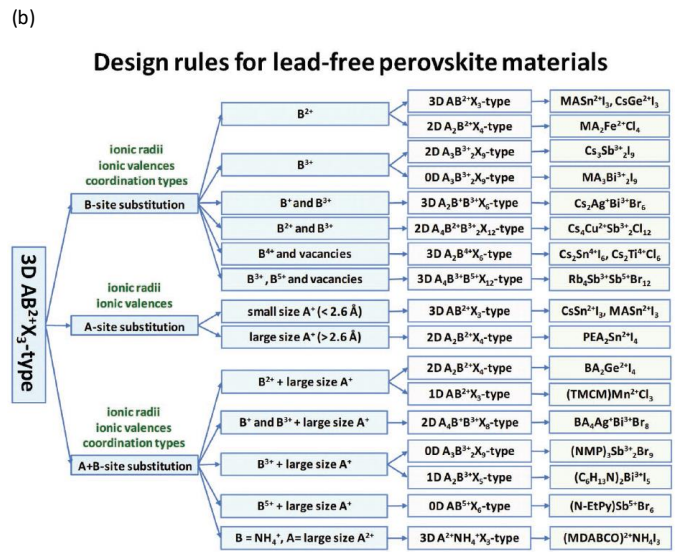 (b)
Design rules for lead-free perovskite materials
3D AB²⁺X₃-type
ionic radii
ionic valences
coordination types
B-site substitution
B²⁺
3D AB²⁺X₃-type
MASn²⁺I₃, CsGe²⁺I₃
2D A₂B²⁺X₄-type
MA₂Fe²⁺Cl₄
B³⁺
2D A₃B³⁺₂X₉-type
Cs₃Sb³⁺₂I₉
0D A₃B³⁺₂X₉-type
MA₃Bi³⁺₂I₉
B⁺ and B³⁺
3D A₂B⁺B³⁺X₆-type
Cs₂Ag⁺Bi³⁺Br₆
B²⁺ and B³⁺
2D A₄B²⁺B³⁺₂X₁₂-type
Cs₄Cu²⁺Sb³⁺₂Cl₁₂
B⁴⁺ and vacancies
3D A₂B⁴⁺X₆-type
Cs₂Sn⁴⁺I₆, Cs₂Ti⁴⁺Cl₆
B³⁺, B⁵⁺ and vacancies
3D A₄B³⁺B⁵⁺X₁₂-type
Rb₄Sb³⁺Sb⁵⁺Br₁₂
ionic radii
ionic valences
A-site substitution
small size A⁺ (< 2.6 Å)
3D AB²⁺X₃-type
CsSn²⁺I₃, MASn²⁺I₃
large size A⁺ (> 2.6 Å)
2D A₂B²⁺X₄-type
PEA₂Sn²⁺I₄
ionic radii
ionic valences
coordination types
A+B-site substitution
B²⁺ + large size A⁺
2D A₂B²⁺X₄-type
BA₂Ge²⁺I₄
1D AB²⁺X₃-type
(TMCM)Mn²⁺Cl₃
B⁺ and B³⁺ + large size A⁺
2D A₄B⁺B³⁺X₈-type
BA₄Ag⁺Bi³⁺Br₈
B³⁺ + large size A⁺
0D A₃B³⁺₂X₉-type
(NMP)₃Sb³⁺₂Br₉
1D A₂B³⁺X₅-type
(C₆H₁₃N)₂Bi³⁺I₅
B⁵⁺ + large size A⁺
0D AB⁵⁺X₆-type
(N-EtPy)Sb⁵⁺Br₆
B = NH₄⁺, A= large size A²⁺
3D A²⁺NH₄⁺X₃-type
(MDABCO)²⁺NH₄I₃